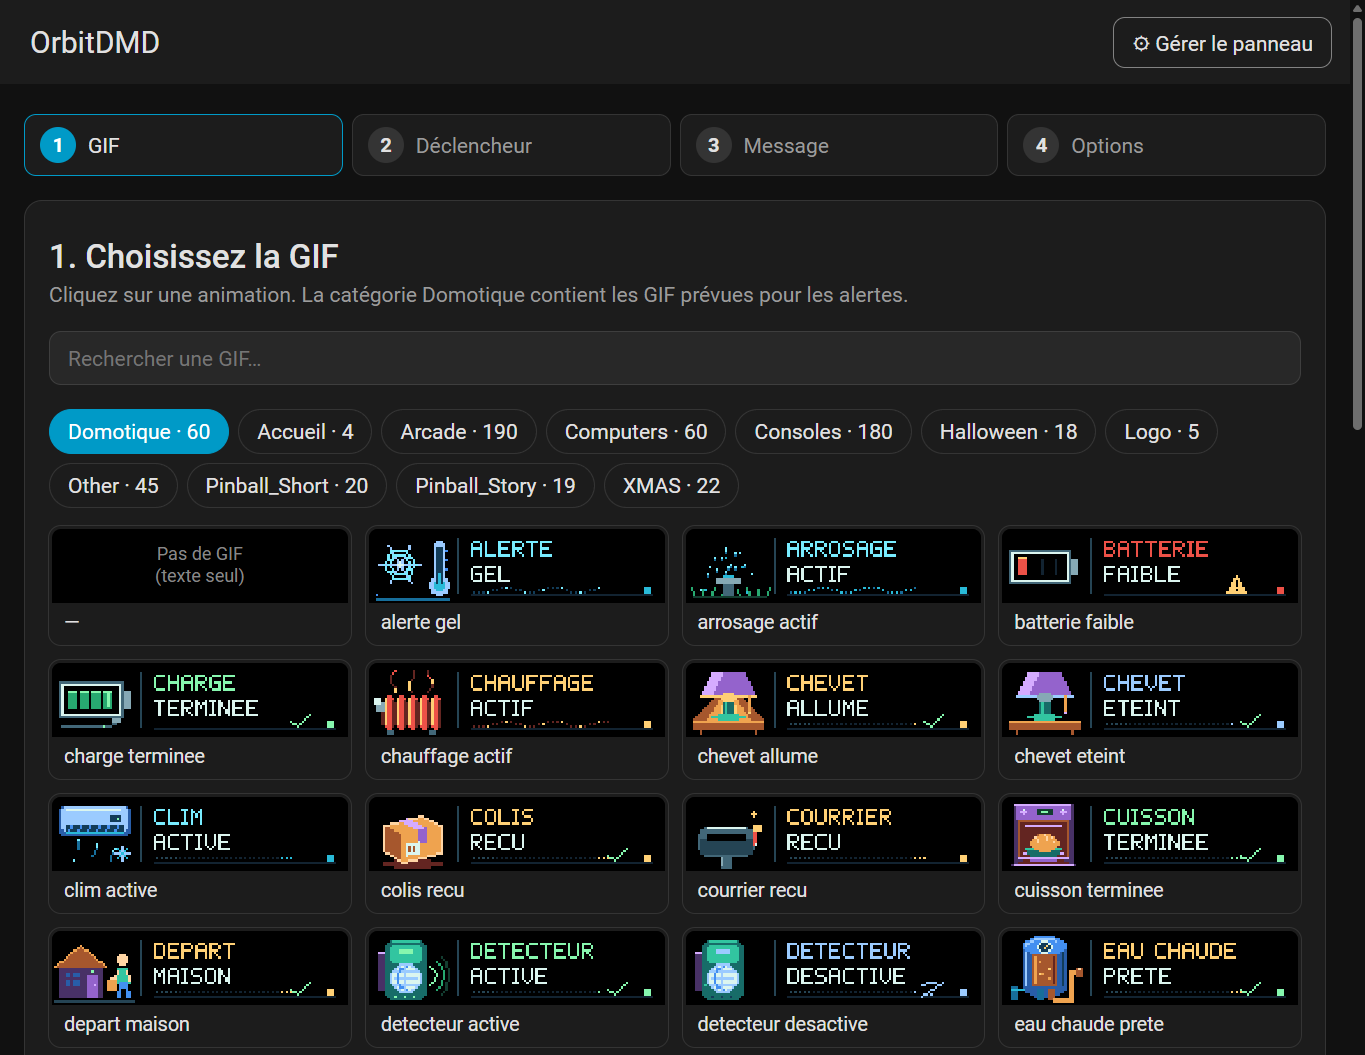 OrbitDMD
⚙ Gérer le panneau
1 GIF
2 Déclencheur
3 Message
4 Options
1. Choisissez la GIF
Cliquez sur une animation. La catégorie Domotique contient les GIF prévues pour les alertes.
Rechercher une GIF...
Domotique · 60
Accueil · 4
Arcade · 190
Computers · 60
Consoles · 180
Halloween · 18
Logo · 5
Other · 45
Pinball_Short · 20
Pinball_Story · 19
XMAS · 22
Pas de GIF
(texte seul)
—
ALERTE
GEL
alerte gel
ARROSAGE
ACTIF
arrosage actif
BATTERIE
FAIBLE
batterie faible
CHARGE
TERMINEE
charge terminee
CHAUFFAGE
ACTIF
chauffage actif
CHEVET
ALLUME
chevet allume
CHEVET
ETEINT
chevet eteint
CLIM
ACTIVE
clim active
COLIS
RECU
colis recu
COURRIER
RECU
courrier recu
CUISSON
TERMINEE
cuisson terminee
DEPART
MAISON
depart maison
DETECTEUR
ACTIVE
detecteur active
DETECTEUR
DESACTIVE
detecteur desactive
EAU CHAUDE
PRETE
eau chaude prete